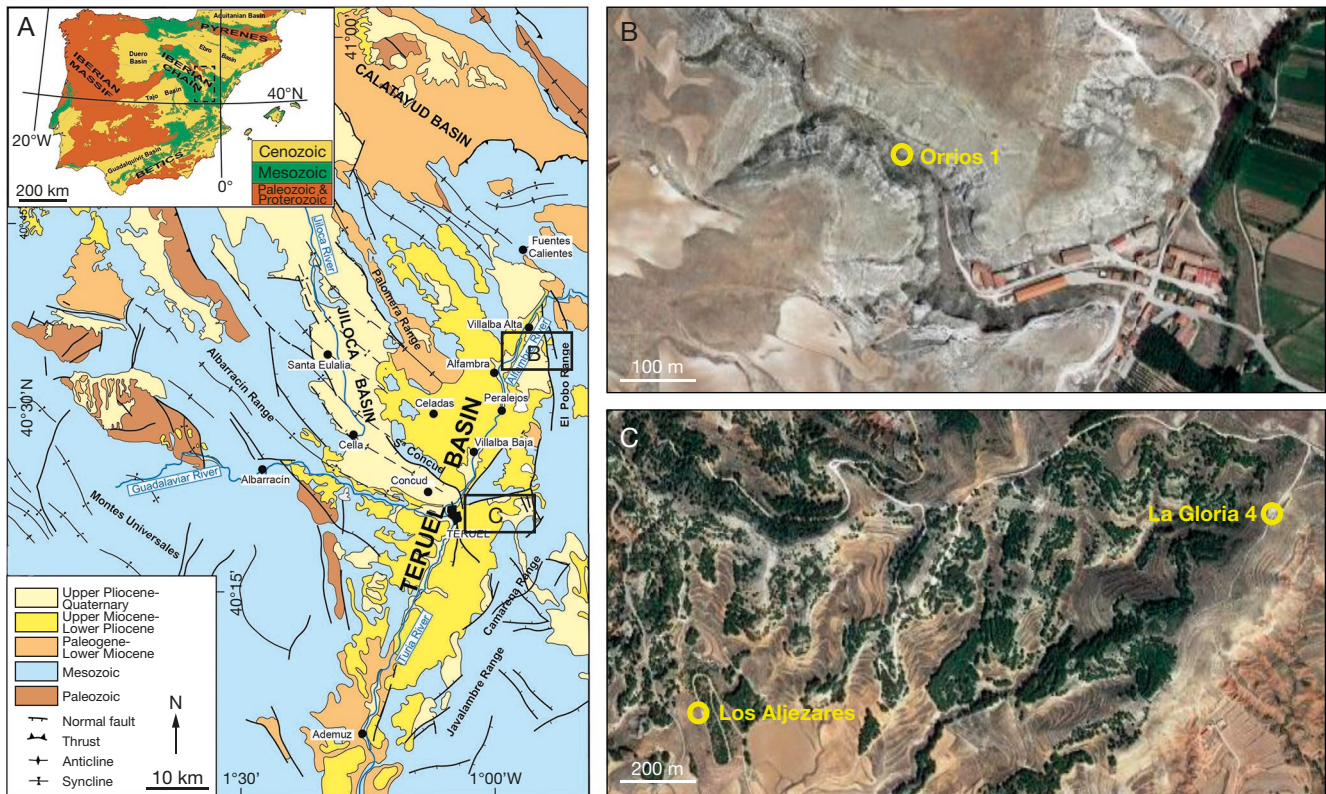 A
Aquitanian Basin
PYRENES
Duero
Basin
Ebro
Basin
IBERIAN
CHAIN
IBERIAN
MASSIF
Tajo Basin
40°N
20°W
Guadalquivir Basin
BETICS
0°
200 km
Cenozoic
Mesozoic
Paleozoic &
Proterozoic
41°00
CALATAYUD BASIN
40°45
Jiloca River
Fuentes
Calientes
Palomera Range
Villalba Alta
B
Alfambra River
JILOCA
BASIN
Santa Eulalia
Alfambra
El Pobo Range
Albarracín Range
40°30'N
Celadas
Peralejos
BASIN
Cella
Sª Concud
Villalba Baja
Guadalaviar River
Albarracín
Concud
C
TERUEL
TERUEL
Montes Universales
40°15'
Camarena Range
Turia River
Javalambre Range
Ademuz
Upper Pliocene-
Quaternary
Upper Miocene-
Lower Pliocene
Paleogene-
Lower Miocene
Mesozoic
Paleozoic
Normal fault
Thrust
Anticline
Syncline
N
10 km
1°30'
1°00'W
B
Orrios 1
100 m
C
La Gloria 4
Los Aljezares
200 m